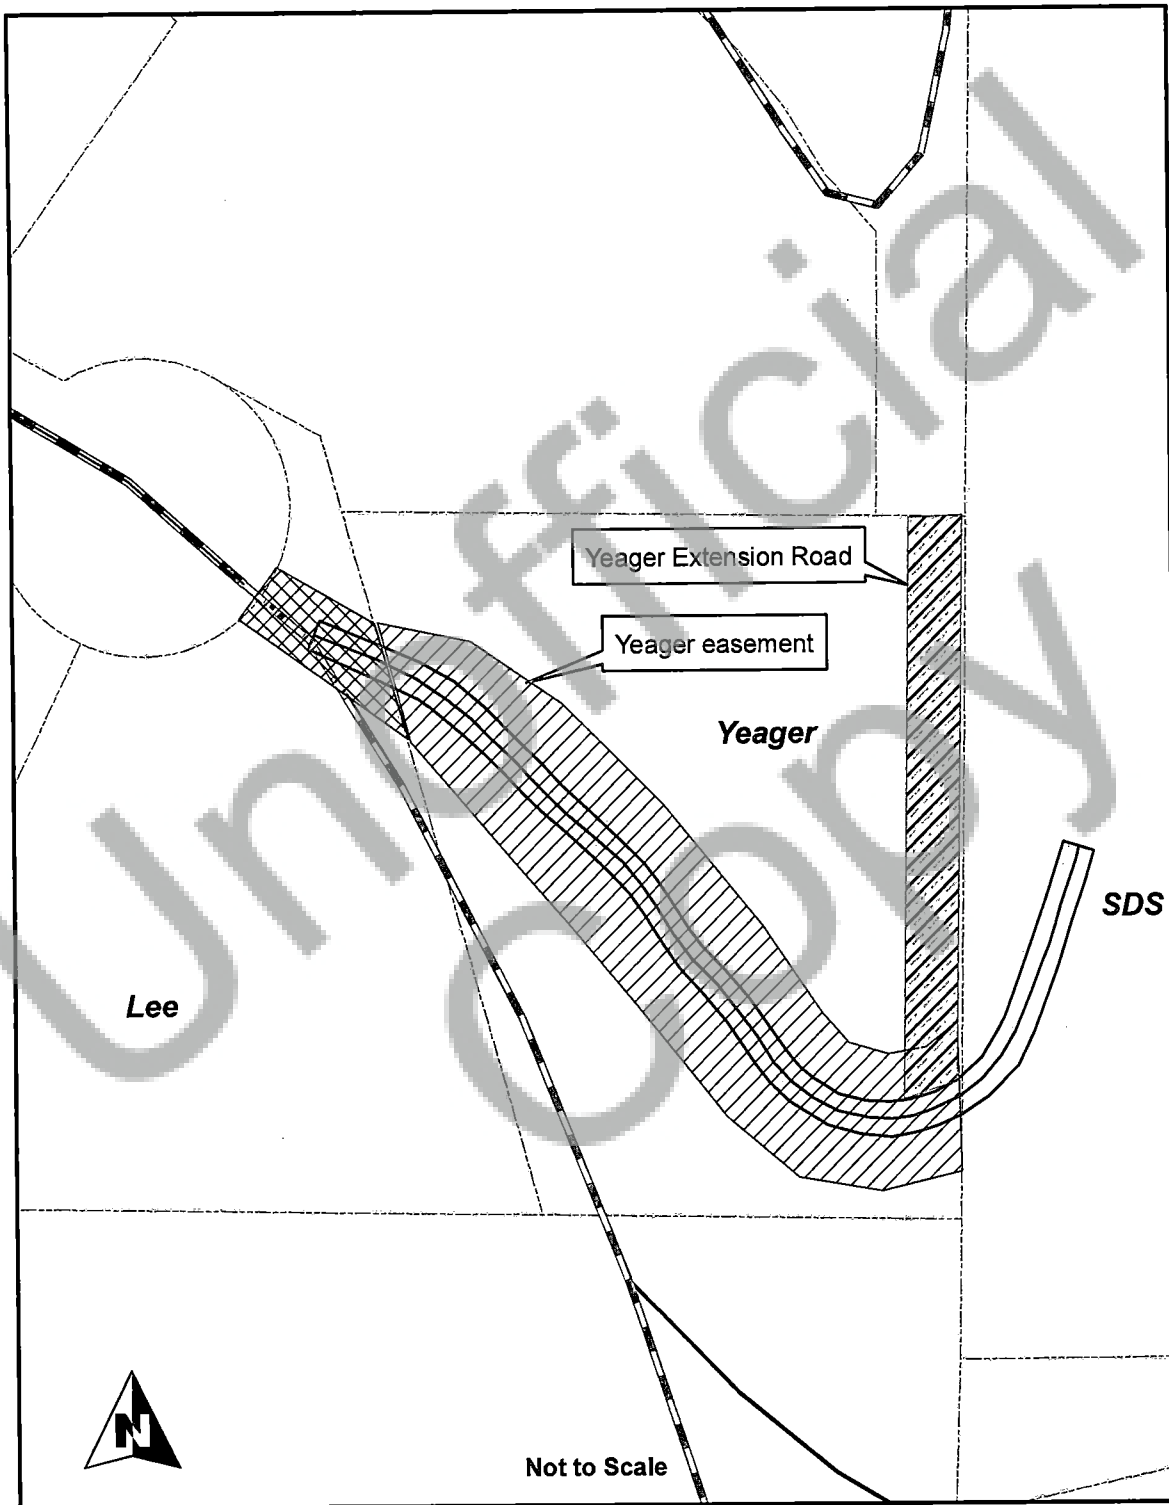 Unofficial
Copy
Yeager Extension Road
Yeager easement
Yeager
SDS
Lee
N
Not to Scale